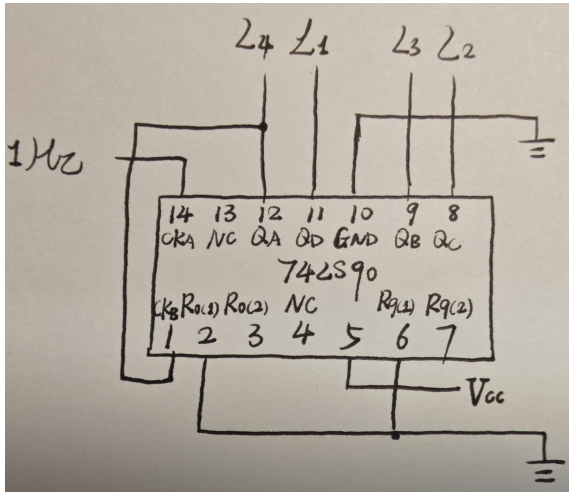 L4 L1 L3 L2
1Hz
14 13 12 11 10 9 8
CKA NC QA QD GND QB QC
74LS90
CKB R0(1) R0(2) NC R9(1) R9(2)
1 2 3 4 5 6 7
Vcc